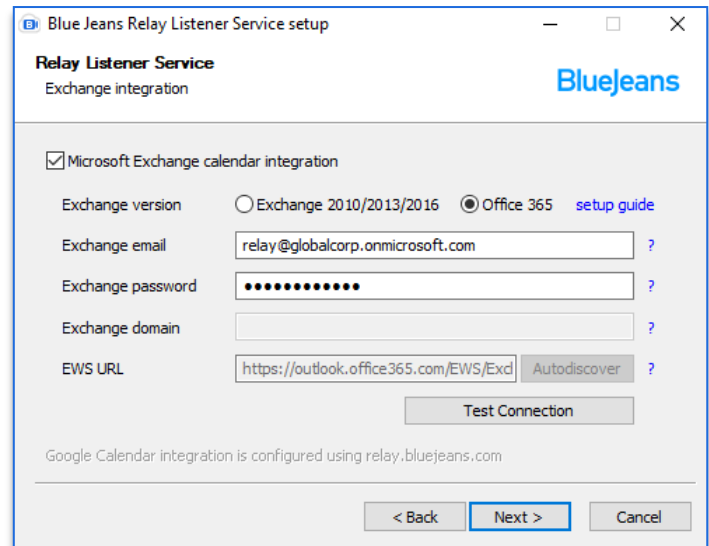 Blue Jeans Relay Listener Service setup
Relay Listener Service
Exchange integration
BlueJeans
Microsoft Exchange calendar integration
Exchange version Exchange 2010/2013/2016 Office 365 setup guide
Exchange email relay@globalcorp.onmicrosoft.com ?
Exchange password ●●●●●●●●●●●● ?
Exchange domain ?
EWS URL https://outlook.office365.com/EWS/Excl Autodiscover ?
Test Connection
Google Calendar integration is configured using relay.bluejeans.com
< Back Next > Cancel